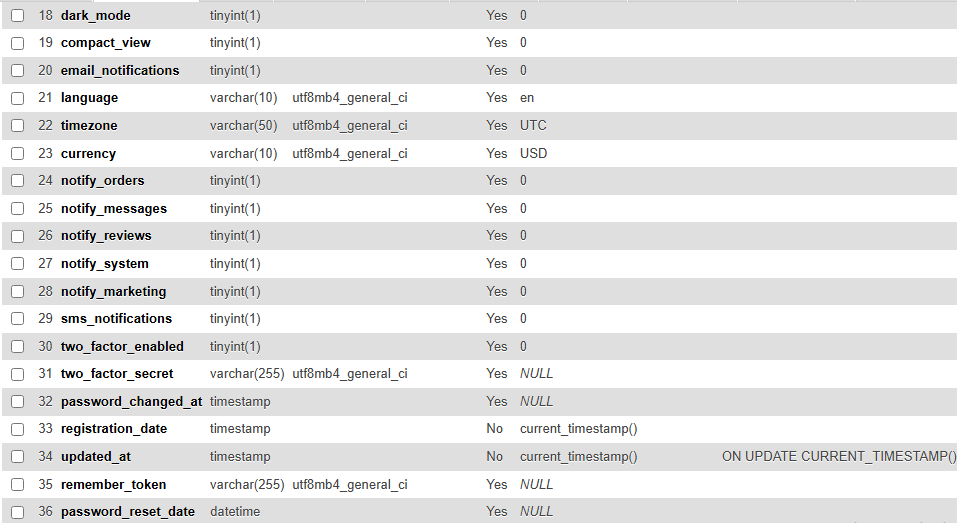 18 dark_mode tinyint(1) Yes 0
19 compact_view tinyint(1) Yes 0
20 email_notifications tinyint(1) Yes 0
21 language varchar(10) utf8mb4_general_ci Yes en
22 timezone varchar(50) utf8mb4_general_ci Yes UTC
23 currency varchar(10) utf8mb4_general_ci Yes USD
24 notify_orders tinyint(1) Yes 0
25 notify_messages tinyint(1) Yes 0
26 notify_reviews tinyint(1) Yes 0
27 notify_system tinyint(1) Yes 0
28 notify_marketing tinyint(1) Yes 0
29 sms_notifications tinyint(1) Yes 0
30 two_factor_enabled tinyint(1) Yes 0
31 two_factor_secret varchar(255) utf8mb4_general_ci Yes NULL
32 password_changed_at timestamp Yes NULL
33 registration_date timestamp No current_timestamp()
34 updated_at timestamp No current_timestamp() ON UPDATE CURRENT_TIMESTAMP()
35 remember_token varchar(255) utf8mb4_general_ci Yes NULL
36 password_reset_date datetime Yes NULL